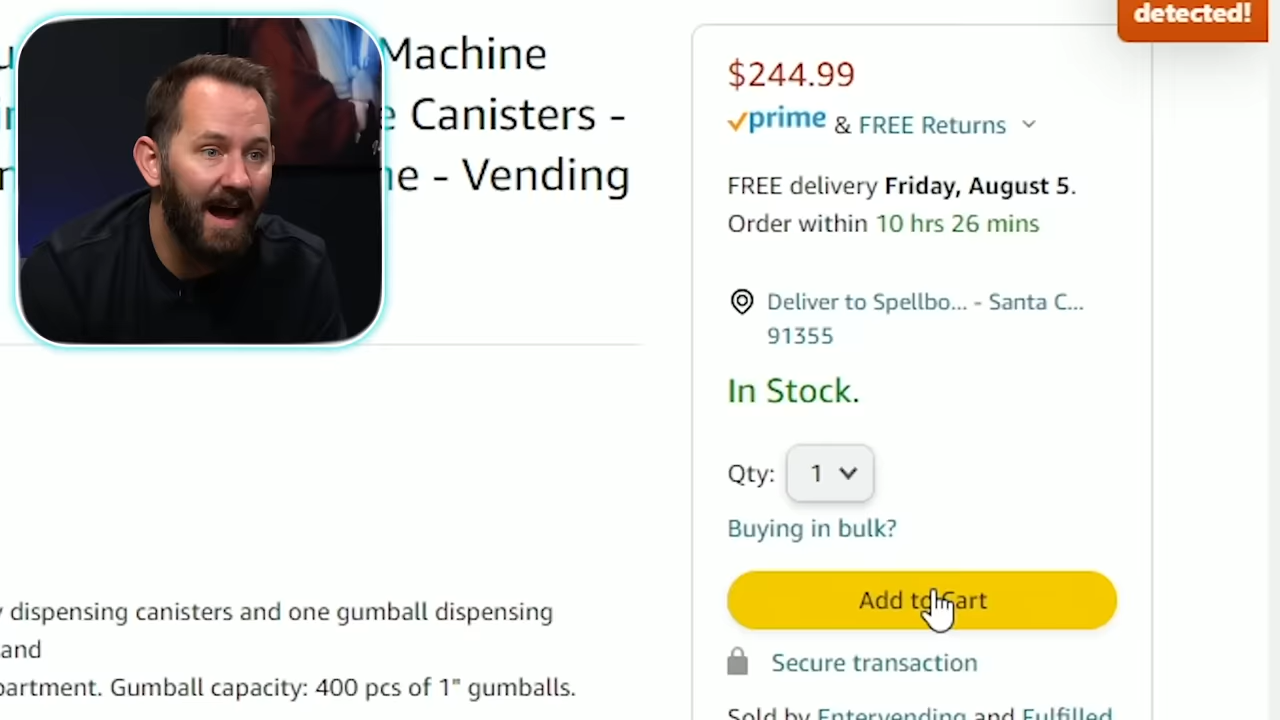 detected!
Machine
Canisters -
- Vending
$244.99
prime & FREE Returns
FREE delivery Friday, August 5.
Order within 10 hrs 26 mins
Deliver to Spellbo... - Santa C...
91355
In Stock.
Qty: 1
Buying in bulk?
Add to Cart
dispensing canisters and one gumball dispensing
and
partment. Gumball capacity: 400 pcs of 1" gumballs.
Secure transaction
Sold by Entervending and Fulfilled